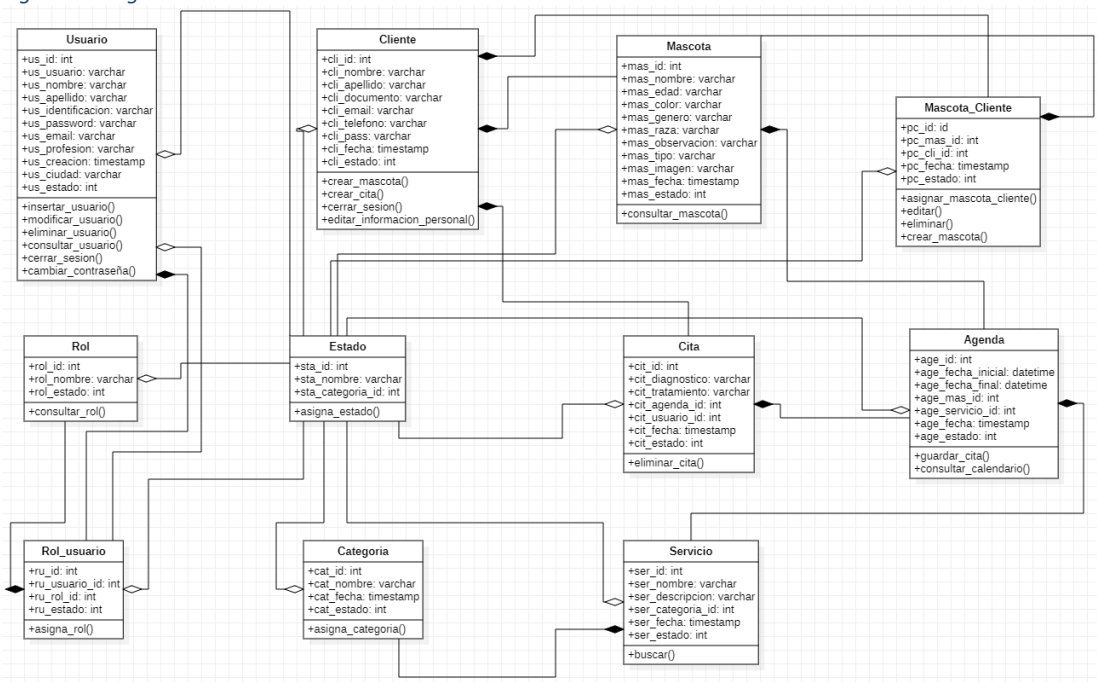 Usuario
+us_id: int
+us_usuario: varchar
+us_nombre: varchar
+us_apellido: varchar
+us_identificacion: varchar
+us_password: varchar
+us_email: varchar
+us_profesion: varchar
+us_creacion: timestamp
+us_ciudad: varchar
+us_estado: int
+insertar_usuario()
+modificar_usuario()
+eliminar_usuario()
+consultar_usuario()
+cerrar_sesion()
+cambiar_contraseña()
Cliente
+cli_id: int
+cli_nombre: varchar
+cli_apellido: varchar
+cli_documento: varchar
+cli_email: varchar
+cli_telefono: varchar
+cli_pass: varchar
+cli_fecha: timestamp
+cli_estado: int
+crear_mascota()
+crear_cita()
+cerrar_sesion()
+editar_informacion_personal()
Mascota
+mas_id: int
+mas_nombre: varchar
+mas_edad: varchar
+mas_color: varchar
+mas_genero: varchar
+mas_raza: varchar
+mas_observacion: varchar
+mas_tipo: varchar
+mas_imagen: varchar
+mas_fecha: timestamp
+mas_estado: int
+consultar_mascota()
Mascota_Cliente
+pc_id: id
+pc_mas_id: int
+pc_cli_id: int
+pc_fecha: timestamp
+pc_estado: int
+asignar_mascota_cliente()
+editar()
+eliminar()
+crear_mascota()
Rol
+rol_id: int
+rol_nombre: varchar
+rol_estado: int
+consultar_rol()
Estado
+sta_id: int
+sta_nombre: varchar
+sta_categoria_id: int
+asigna_estado()
Cita
+cit_id: int
+cit_diagnostico: varchar
+cit_tratamiento: varchar
+cit_agenda_id: int
+cit_usuario_id: int
+cit_fecha: timestamp
+cit_estado: int
+eliminar_cita()
Agenda
+age_id: int
+age_fecha_inicial: datetime
+age_fecha_final: datetime
+age_mas_id: int
+age_servicio_id: int
+age_fecha: timestamp
+age_estado: int
+guardar_cita()
+consultar_calendario()
Rol_usuario
+ru_id: int
+ru_usuario_id: int
+ru_rol_id: int
+ru_estado: int
+asigna_rol()
Categoria
+cat_id: int
+cat_nombre: varchar
+cat_fecha: timestamp
+cat_estado: int
+asigna_categoria()
Servicio
+ser_id: int
+ser_nombre: varchar
+ser_descripcion: varchar
+ser_categoria_id: int
+ser_fecha: timestamp
+ser_estado: int
+buscar()